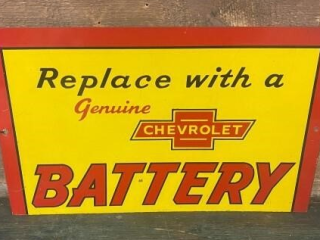 Replace with a
Genuine
CHEVROLET
BATTERY